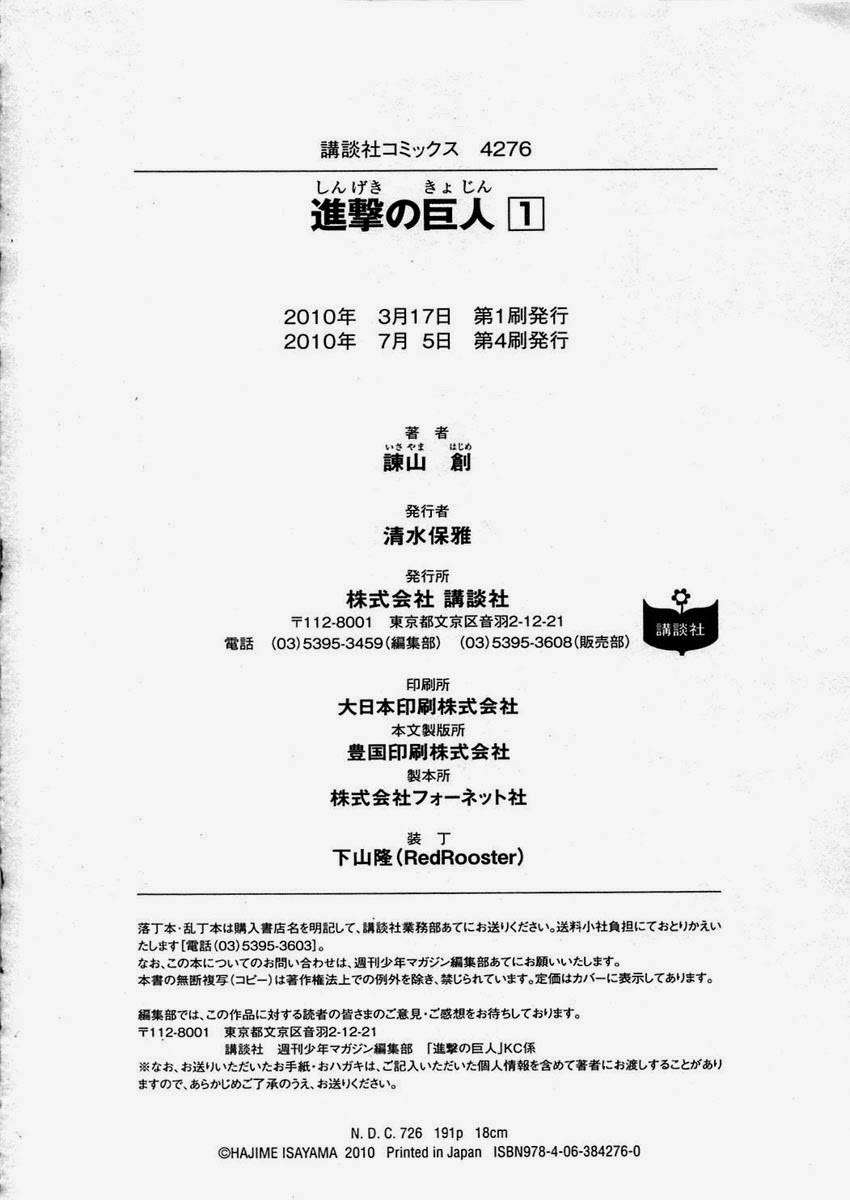 講談社コミックス 4276
しんげき きょじん
進撃の巨人 1
2010年 3月17日 第1刷発行
2010年 7月 5日 第4刷発行
著 者
いさ やま はじめ
諫山 創
発行者
清水保雅
発行所
株式会社 講談社
〒112-8001 東京都文京区音羽2-12-21
電話 (03)5395-3459(編集部) (03)5395-3608(販売部)
講談社
印刷所
大日本印刷株式会社
本文製版所
豊国印刷株式会社
製本所
株式会社フォーネット社
装 丁
下山隆(RedRooster)
落丁本・乱丁本は購入書店名を明記して、講談社業務部あてにお送りください。送料小社負担にておとりかえい
たします[電話(03)5395-3603]。
なお、この本についてのお問い合わせは、週刊少年マガジン編集部あてにお願いいたします。
本書の無断複写(コピー)は著作権法上での例外を除き、禁じられています。定価はカバーに表示してあります。
編集部では、この作品に対する読者の皆さまのご意見・ご感想をお待ちしております。
〒112-8001 東京都文京区音羽2-12-21
講談社 週刊少年マガジン編集部 「進撃の巨人」KC係
※なお、お送りいただいたお手紙・おハガキは、ご記入いただいた個人情報を含めて著者にお渡しすることがあり
ますので、あらかじめご了承のうえ、お送りください。
N. D. C. 726 191p 18cm
©HAJIME ISAYAMA 2010 Printed in Japan ISBN978-4-06-384276-0